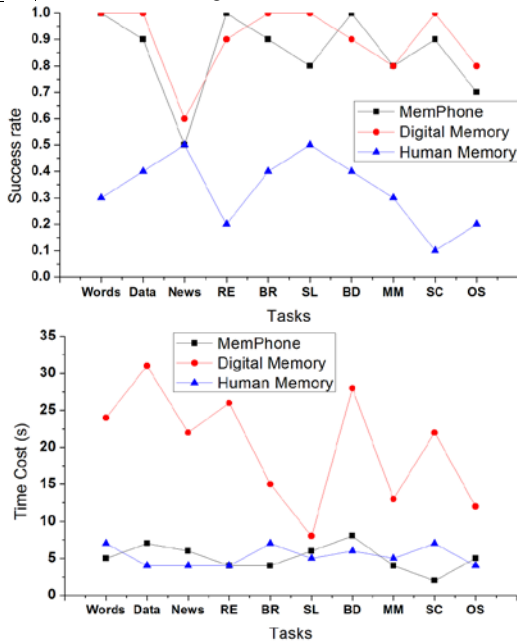 1.0
0.9
0.8
0.7
0.6
0.5
0.4
0.3
0.2
0.1
0.0
Success rate
MemPhone
Digital Memory
Human Memory
Words Data News RE BR SL BD MM SC OS
Tasks
35
30
25
20
15
10
5
0
Time Cost (s)
MemPhone
Digital Memory
Human Memory
Words Data News RE BR SL BD MM SC OS
Tasks